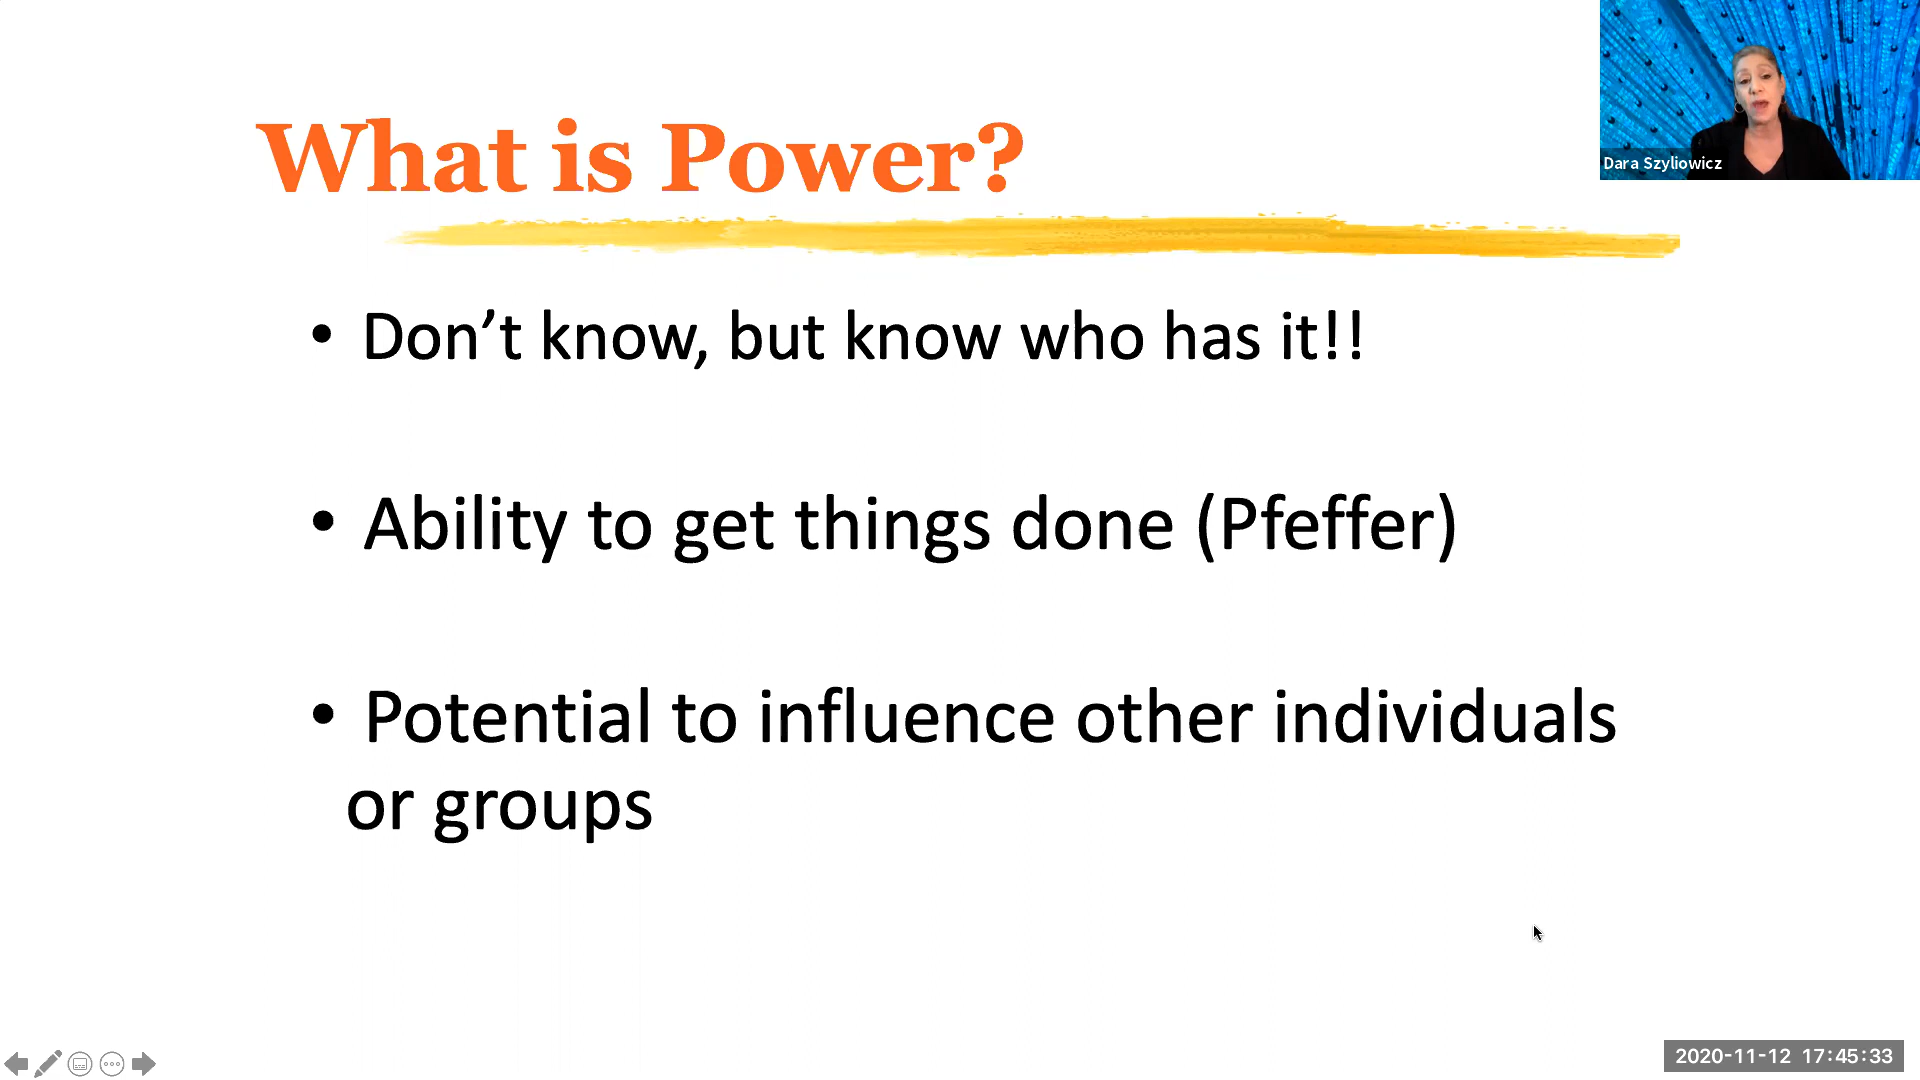 What is Power?
Dara Szyliowicz
• Don’t know, but know who has it!!
• Ability to get things done (Pfeffer)
• Potential to influence other individuals
or groups
2020-11-12 17:45:33